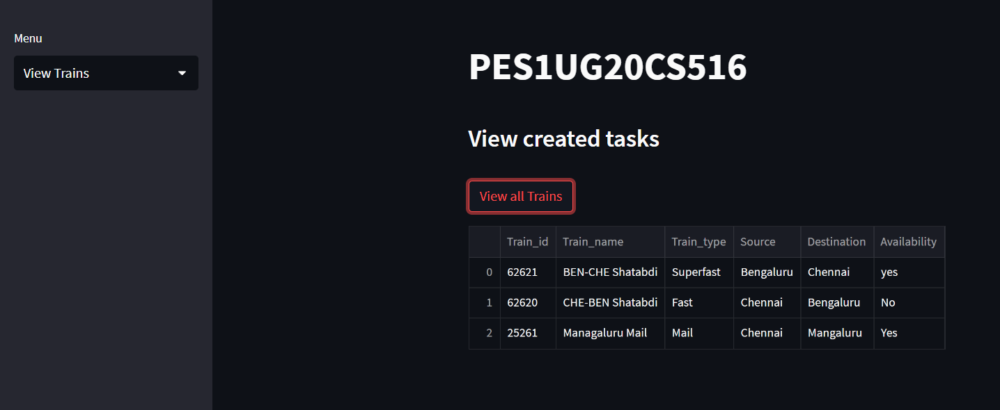 Menu
View Trains
PES1UG20CS516
View created tasks
View all Trains
Train_id Train_name Train_type Source Destination Availability
0 62621 BEN-CHE Shatabdi Superfast Bengaluru Chennai yes
1 62620 CHE-BEN Shatabdi Fast Chennai Bengaluru No
2 25261 Managaluru Mail Mail Chennai Mangaluru Yes